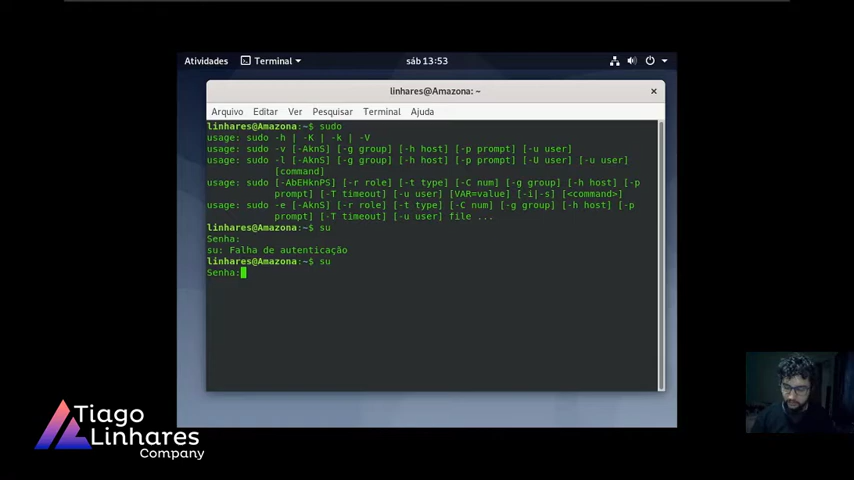 Atividades Terminal sáb 13:53
linhares@Amazona: ~
Arquivo Editar Ver Pesquisar Terminal Ajuda
linhares@Amazona:~$ sudo
usage: sudo -h | -K | -k | -V
usage: sudo -v [-AknS] [-g group] [-h host] [-p prompt] [-u user]
usage: sudo -l [-AknS] [-g group] [-h host] [-p prompt] [-U user] [-u user]
[command]
usage: sudo [-AbEHknPS] [-r role] [-t type] [-C num] [-g group] [-h host] [-p
prompt] [-T timeout] [-u user] [VAR=value] [-i|-s] [<command>]
usage: sudo -e [-AknS] [-r role] [-t type] [-C num] [-g group] [-h host] [-p
prompt] [-T timeout] [-u user] file ...
linhares@Amazona:~$ su
Senha:
su: Falha de autenticação
linhares@Amazona:~$ su
Senha:
Tiago
Linhares
Company